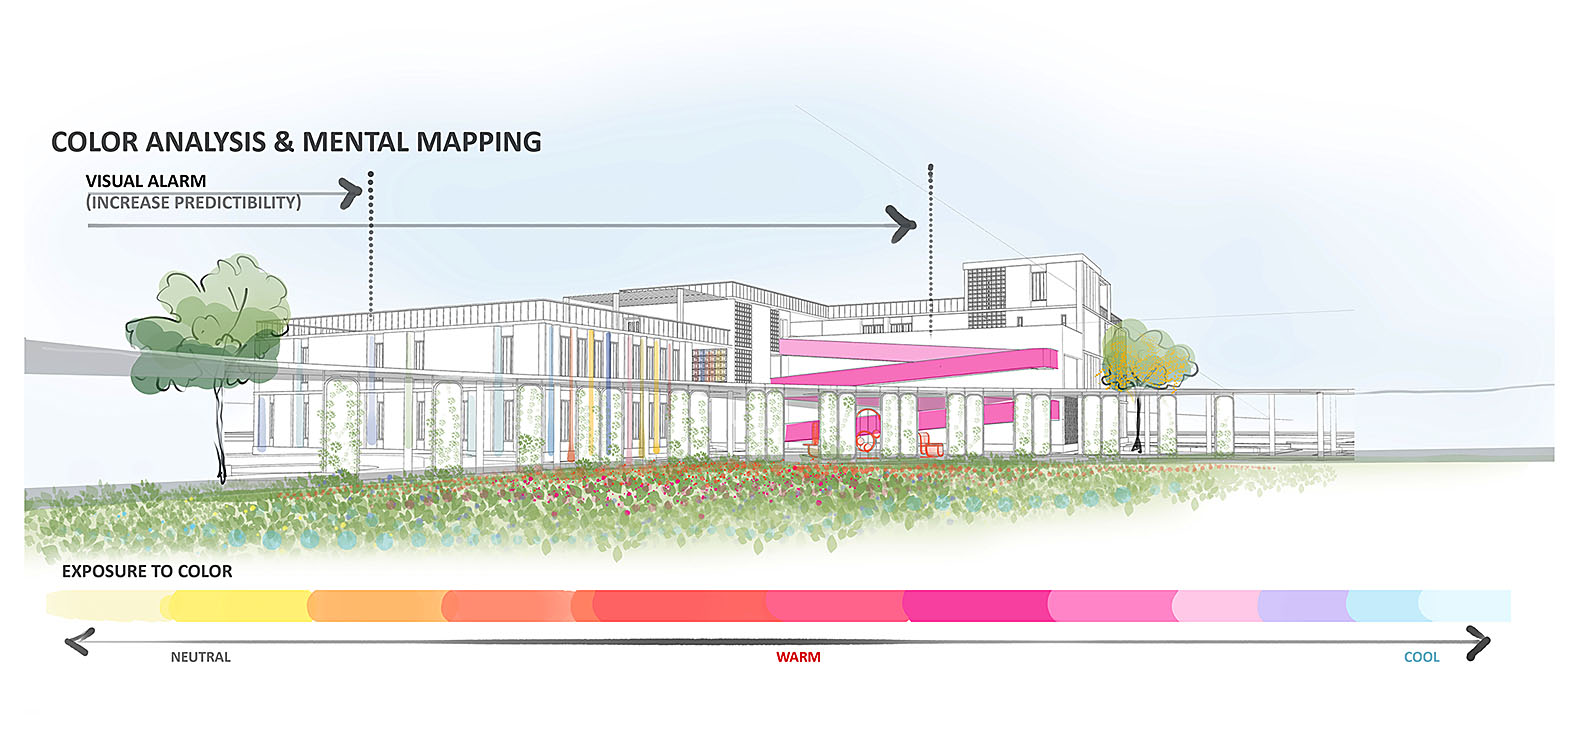 COLOR ANALYSIS & MENTAL MAPPING
VISUAL ALARM
(INCREASE PREDICTIBILITY)
EXPOSURE TO COLOR
NEUTRAL
WARM
COOL